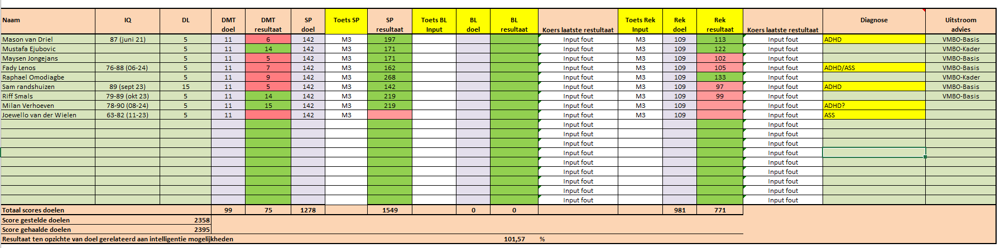 Naam IQ DL DMT doel DMT resultaat SP doel Toets SP SP resultaat Toets BL Input BL doel BL resultaat Koers laatste restultaat Toets Rek Input Rek doel Rek resultaat Koers laatste restultaat Diagnose Uitstroom advies
Mason van Driel 87 (juni 21) 5 11 6 142 M3 197 Input fout M3 109 113 Input fout ADHD VMBO-Basis
Mustafa Ejubovic 5 11 14 142 M3 171 Input fout M3 109 122 Input fout VMBO-Kader
Maysen Jongejans 5 11 5 142 M3 171 Input fout M3 109 102 Input fout VMBO-Basis
Fady Lenos 76-88 (06-24) 5 11 7 142 M3 162 Input fout M3 109 105 Input fout ADHD/ASS VMBO-Basis
Raphael Omodiagbe 5 11 9 142 M3 268 Input fout M3 109 133 Input fout VMBO-Kader
Sam randshuizen 89 (sept 23) 15 11 5 142 M3 142 Input fout M3 109 97 Input fout ADHD VMBO-Basis
Riff Smals 79-89 (okt 23) 5 11 14 142 M3 219 Input fout M3 109 99 Input fout VMBO-Basis
Milan Verhoeven 78-90 (08-24) 5 11 15 142 M3 219 Input fout M3 109 Input fout ADHD?
Joewello van der Wielen 63-82 (11-23) 5 11 142 M3 Input fout M3 109 Input fout ASS
Input fout Input fout
Input fout Input fout
Input fout Input fout
Input fout Input fout
Input fout Input fout
Input fout Input fout
Input fout Input fout
Input fout Input fout
Input fout Input fout
Totaal scores doelen 99 75 1278 1549 0 0 981 771
Score gestelde doelen 2358
Score gehaalde doelen 2395
Resultaat ten opzichte van doel gerelateerd aan intelligentie mogelijkheden 101,57 %